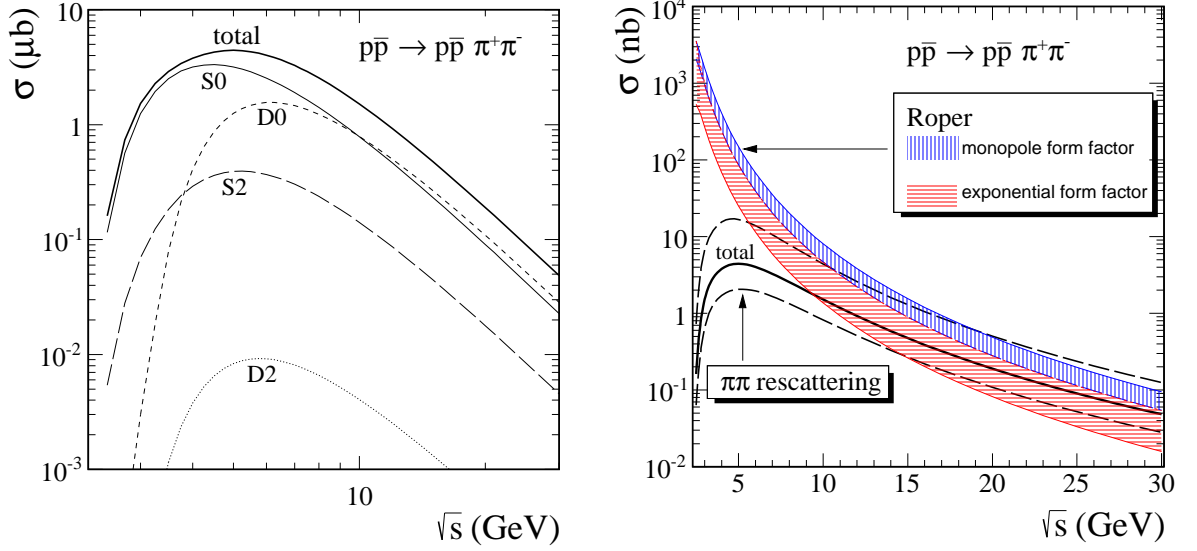 σ (μb)
10
1
10⁻¹
10⁻²
10⁻³
total
pp̅ → pp̅ π⁺π⁻
S0
D0
S2
D2
10
√s (GeV)
σ (nb)
10⁴
10³
10²
10
1
10⁻¹
10⁻²
pp̅ → pp̅ π⁺π⁻
Roper
monopole form factor
exponential form factor
total
ππ rescattering
5 10 15 20 25 30
√s (GeV)